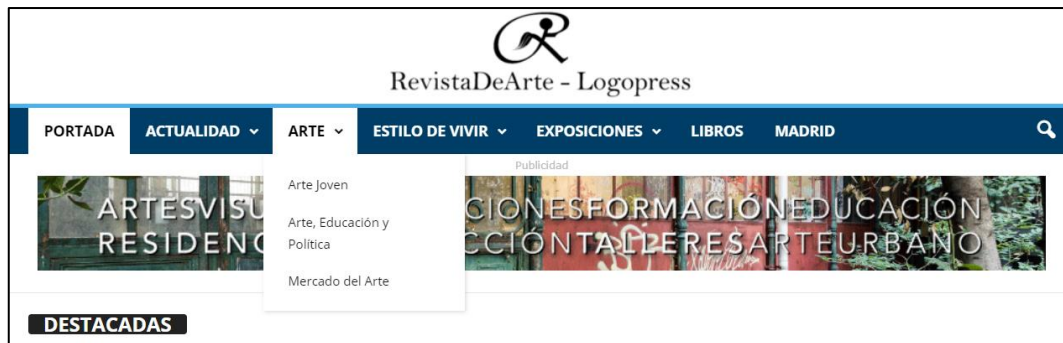 RevistaDeArte - Logopress
PORTADA ACTUALIDAD ARTE ESTILO DE VIVIR EXPOSICIONES LIBROS MADRID
Publicidad
Arte Joven
Arte, Educación y
Política
Mercado del Arte
ARTESVISU CIONESFORMACIÓNEDUCACIÓN
RESIDENC CCIÓNTALLERESARTEURBANO
DESTACADAS